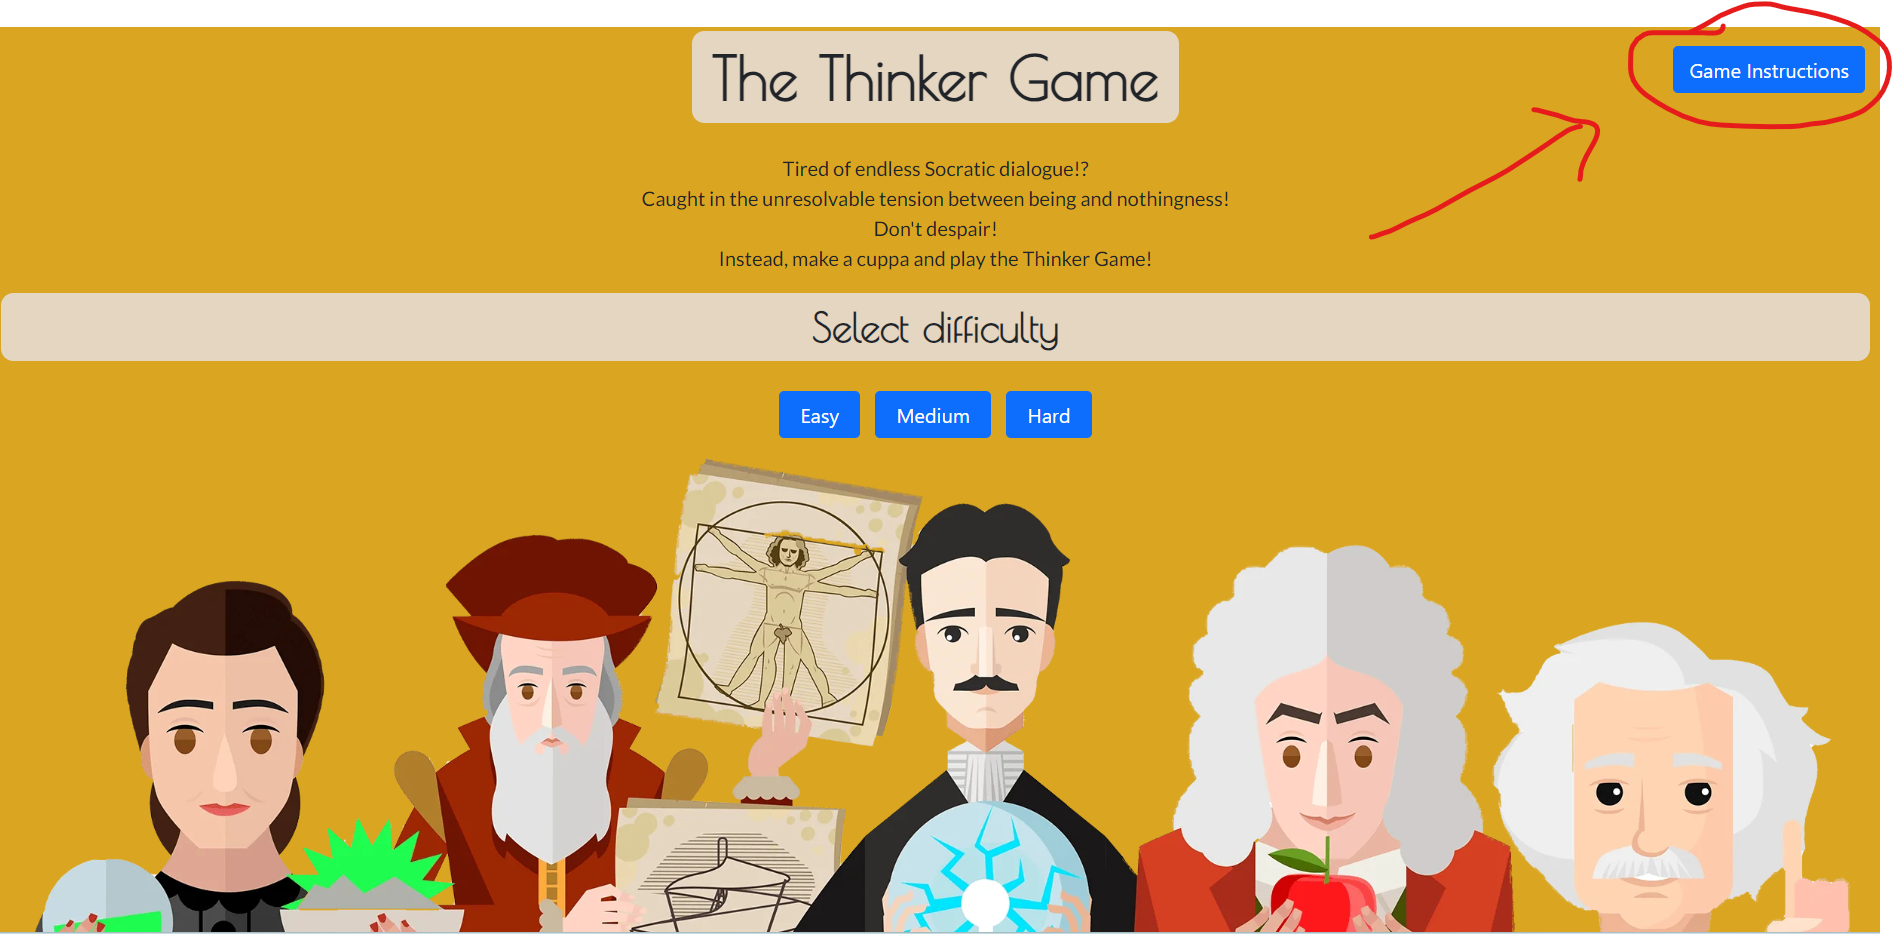 The Thinker Game
Game Instructions
Tired of endless Socratic dialogue!?
Caught in the unresolvable tension between being and nothingness!
Don't despair!
Instead, make a cuppa and play the Thinker Game!
Select difficulty
Easy
Medium
Hard